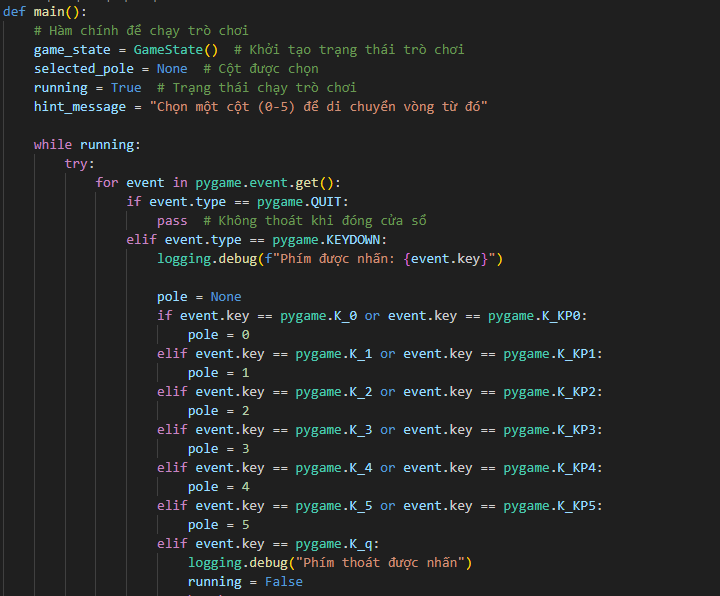 def main():
    # Hàm chính để chạy trò chơi
    game_state = GameState()  # Khởi tạo trạng thái trò chơi
    selected_pole = None  # Cột được chọn
    running = True  # Trạng thái chạy trò chơi
    hint_message = "Chọn một cột (0-5) để di chuyển vòng từ đó"

    while running:
        try:
            for event in pygame.event.get():
                if event.type == pygame.QUIT:
                    pass  # Không thoát khi đóng cửa sổ
                elif event.type == pygame.KEYDOWN:
                    logging.debug(f"Phím được nhấn: {event.key}")

                    pole = None
                    if event.key == pygame.K_0 or event.key == pygame.K_KP0:
                        pole = 0
                    elif event.key == pygame.K_1 or event.key == pygame.K_KP1:
                        pole = 1
                    elif event.key == pygame.K_2 or event.key == pygame.K_KP2:
                        pole = 2
                    elif event.key == pygame.K_3 or event.key == pygame.K_KP3:
                        pole = 3
                    elif event.key == pygame.K_4 or event.key == pygame.K_KP4:
                        pole = 4
                    elif event.key == pygame.K_5 or event.key == pygame.K_KP5:
                        pole = 5
                    elif event.key == pygame.K_q:
                        logging.debug("Phím thoát được nhấn")
                        running = False